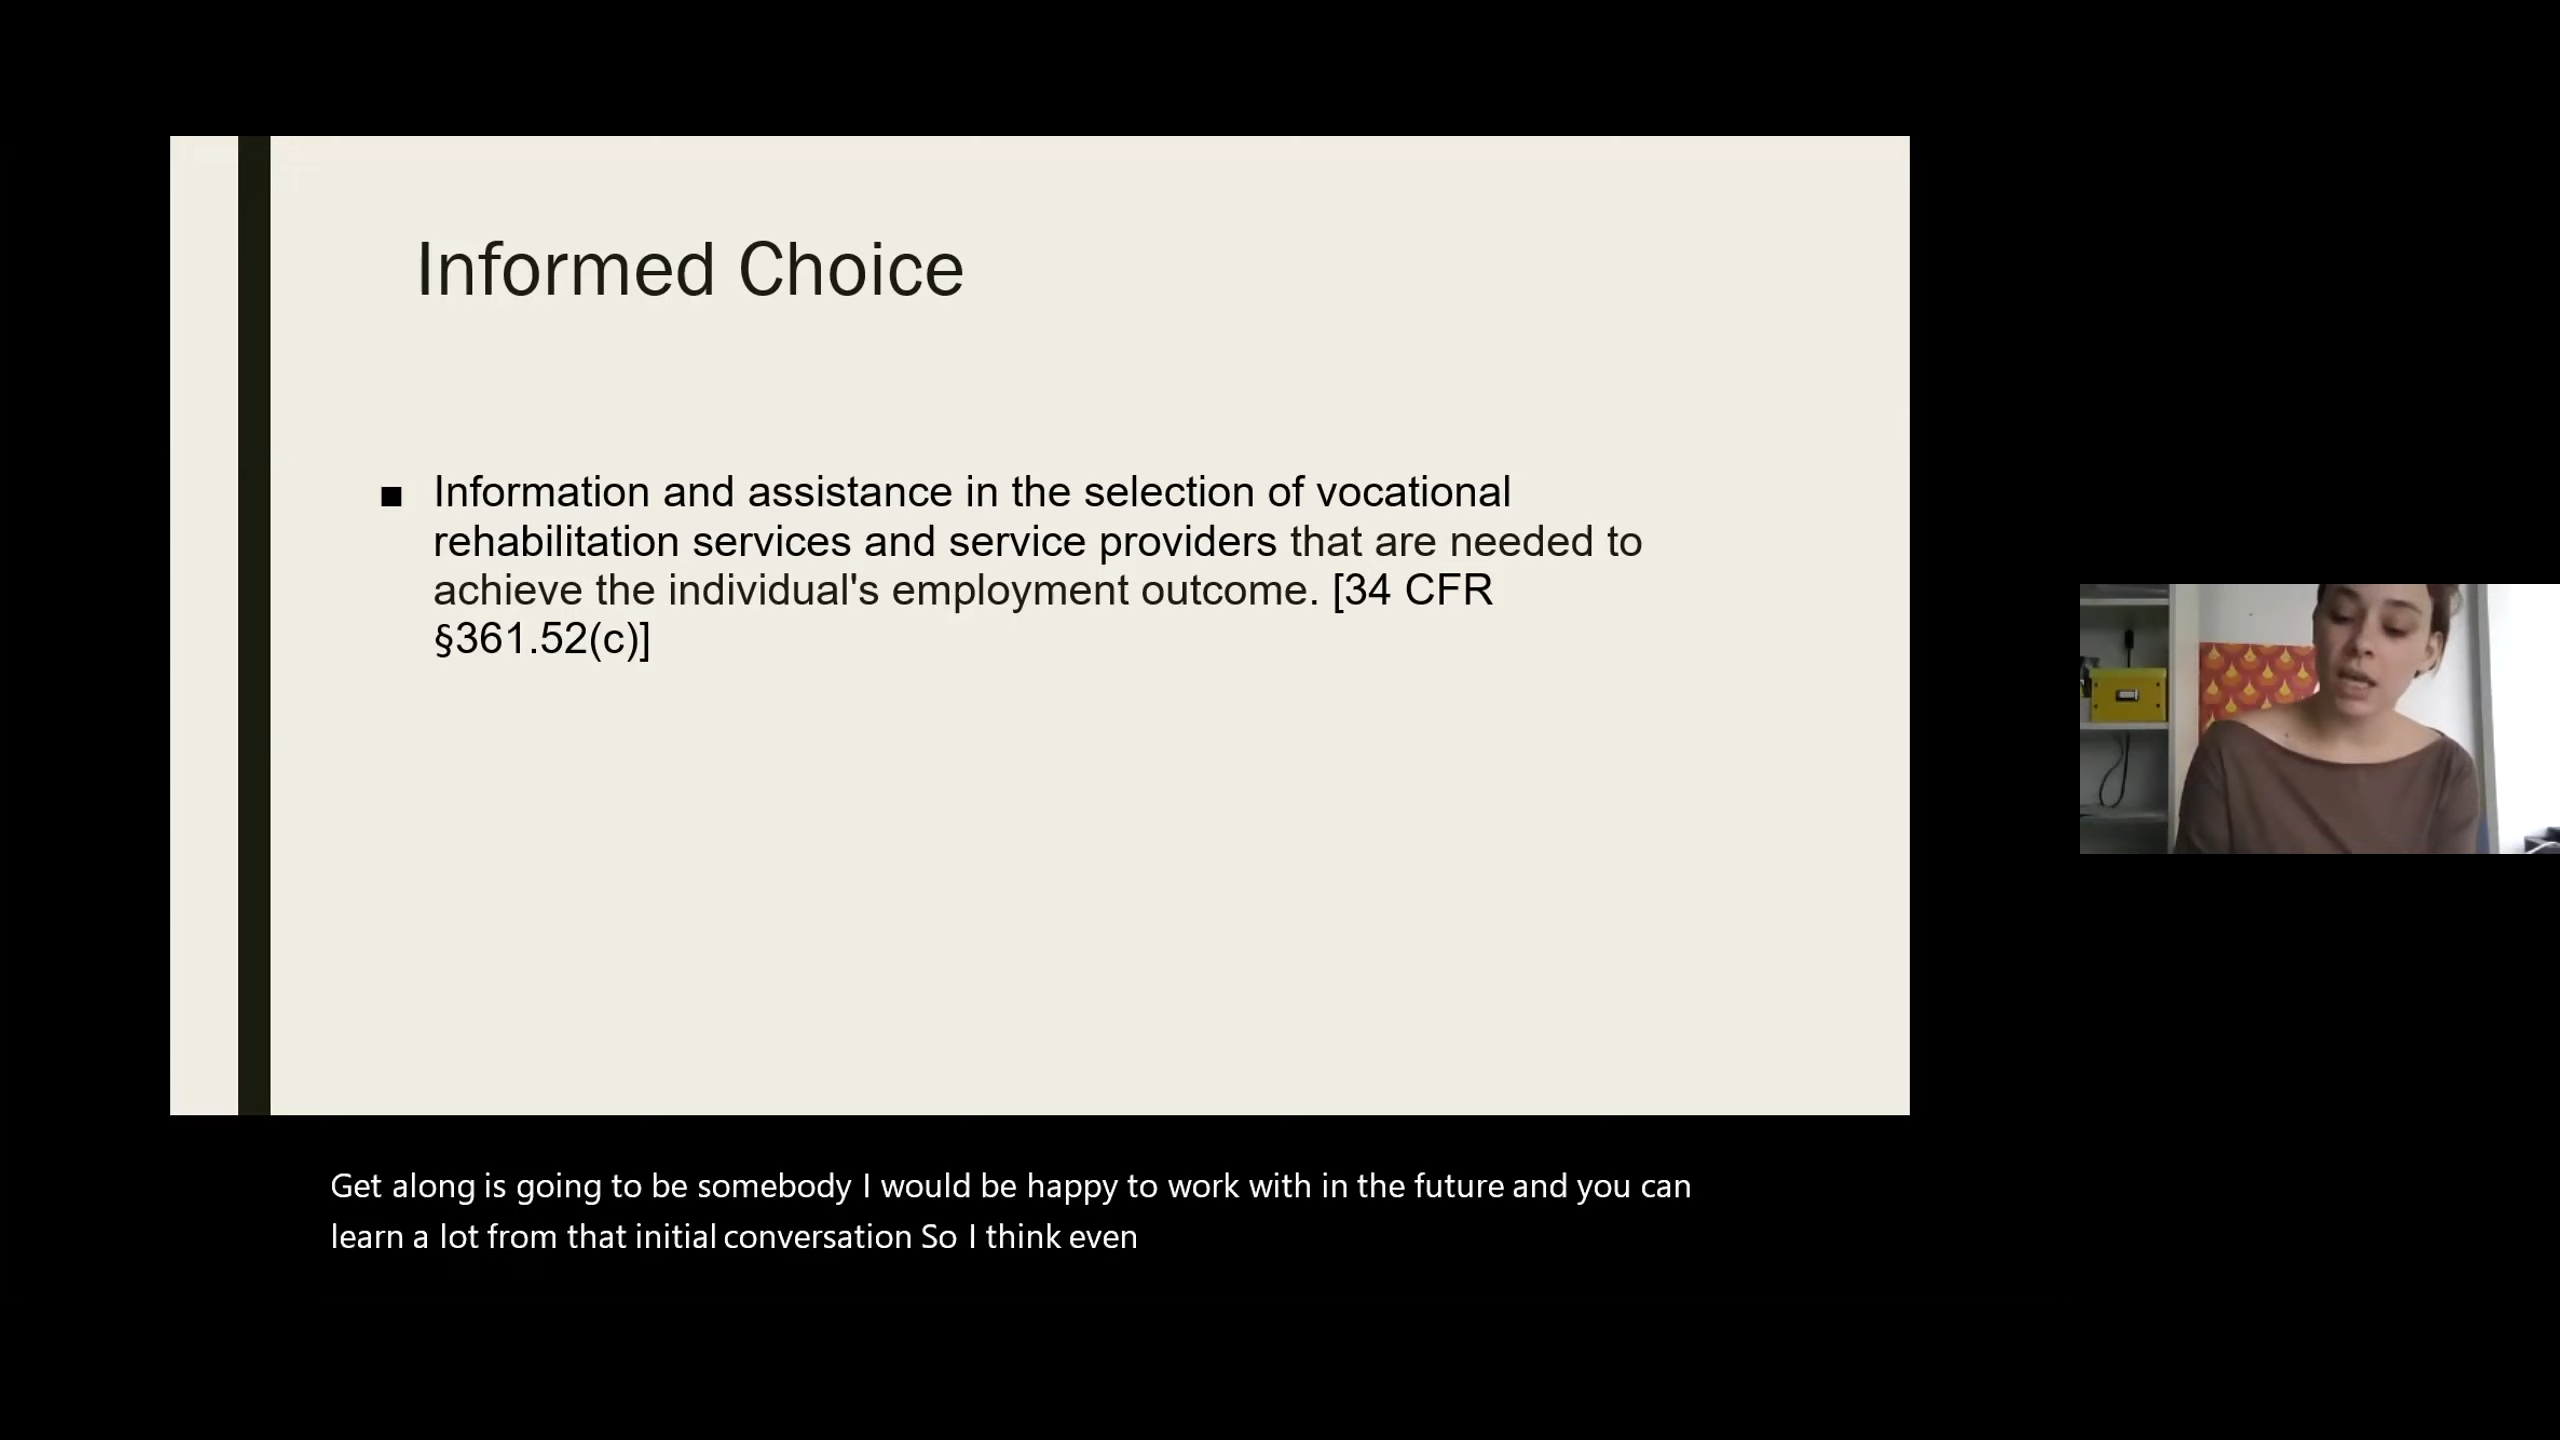 Informed Choice
■ Information and assistance in the selection of vocational
rehabilitation services and service providers that are needed to
achieve the individual's employment outcome. [34 CFR
§361.52(c)]
Get along is going to be somebody I would be happy to work with in the future and you can
learn a lot from that initial conversation So I think even